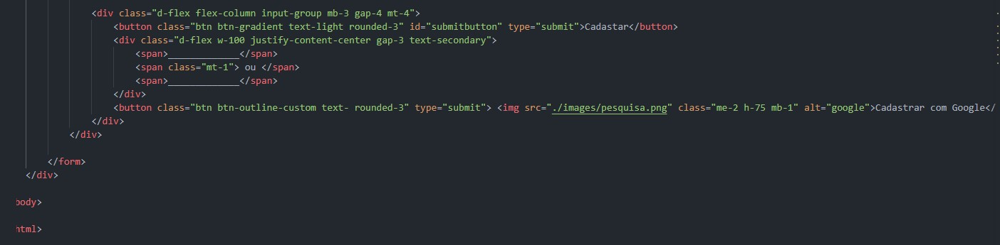 <div class="d-flex flex-column input-group mb-3 gap-4 mt-4">
<button class="btn btn-gradient text-light rounded-3" id="submitbutton" type="submit">Cadastar</button>
<div class="d-flex w-100 justify-content-center gap-3 text-secondary">
<span>_____________</span>
<span class="mt-1"> ou </span>
<span>_____________</span>
</div>
<button class="btn btn-outline-custom text- rounded-3" type="submit"> <img src="./images/pesquisa.png" class="me-2 h-75 mb-1" alt="google">Cadastrar com Google</
</div>
</div>
</form>
</div>
body>
html>